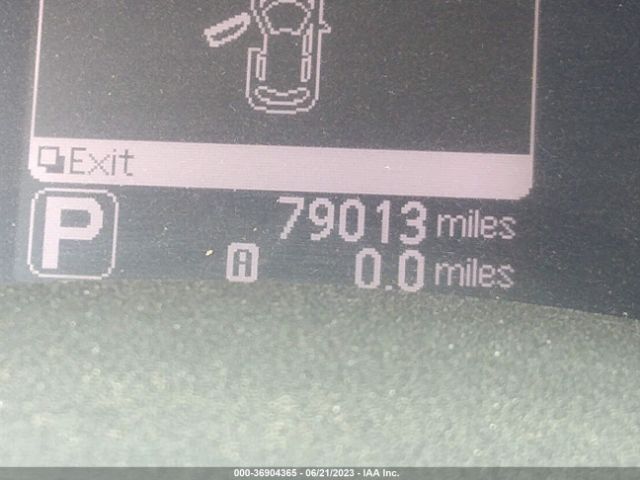 Exit
P 79013 miles
A 0.0 miles
000-36904365 - 06/21/2023 - IAA Inc.